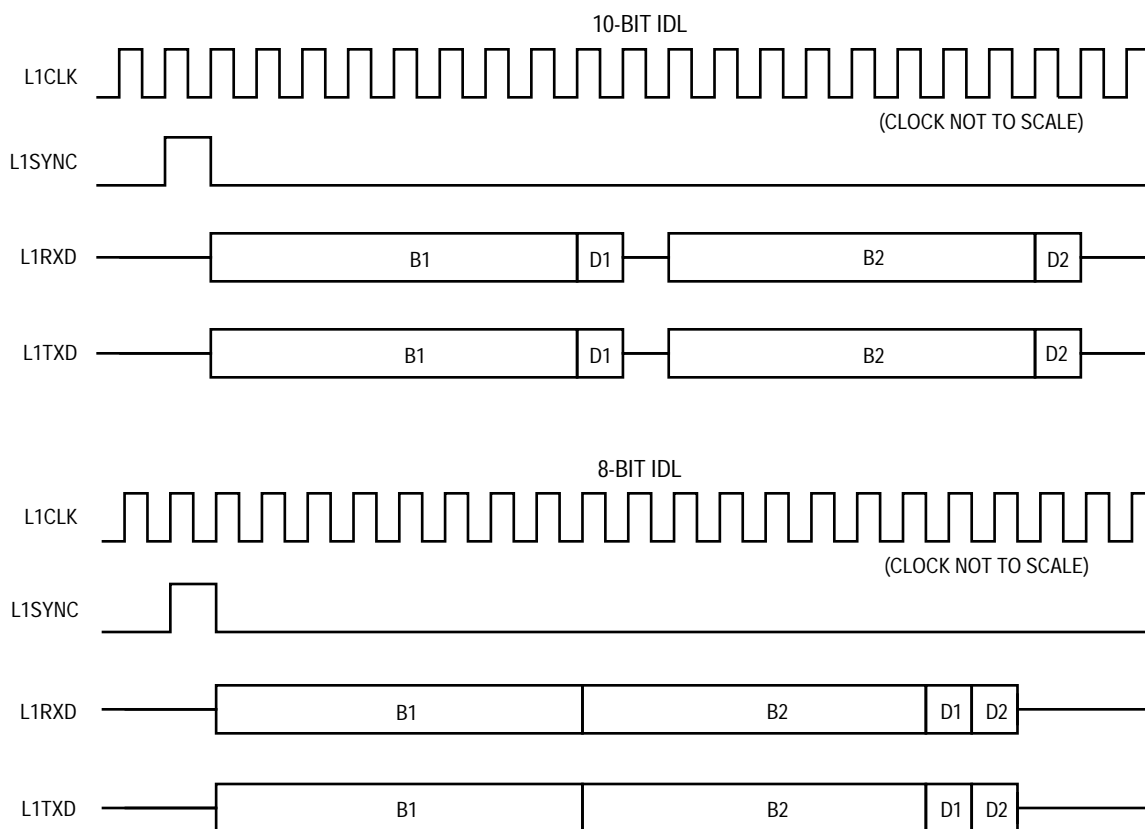 10-BIT IDL
L1CLK
(CLOCK NOT TO SCALE)
L1SYNC
L1RXD B1 D1 B2 D2
L1TXD B1 D1 B2 D2
8-BIT IDL
L1CLK
(CLOCK NOT TO SCALE)
L1SYNC
L1RXD B1 B2 D1 D2
L1TXD B1 B2 D1 D2